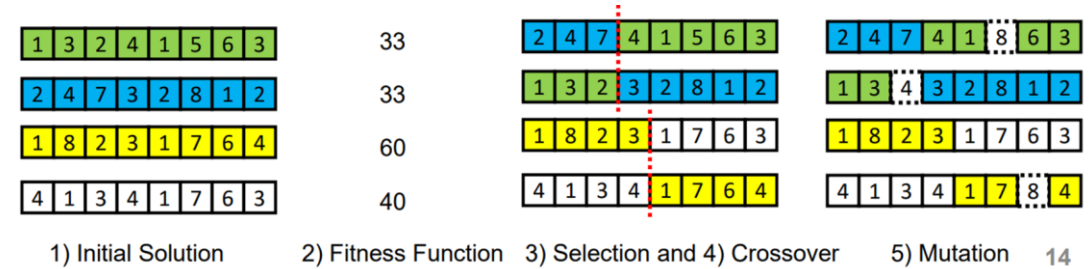 1 3 2 4 1 5 6 3 33 2 4 7 4 1 5 6 3 2 4 7 4 1 8 6 3
2 4 7 3 2 8 1 2 33 1 3 2 3 2 8 1 2 1 3 4 3 2 8 1 2
1 8 2 3 1 7 6 4 60 1 8 2 3 1 7 6 3 1 8 2 3 1 7 6 3
4 1 3 4 1 7 6 3 40 4 1 3 4 1 7 6 4 4 1 3 4 1 7 8 4
1) Initial Solution 2) Fitness Function 3) Selection and 4) Crossover 5) Mutation 14